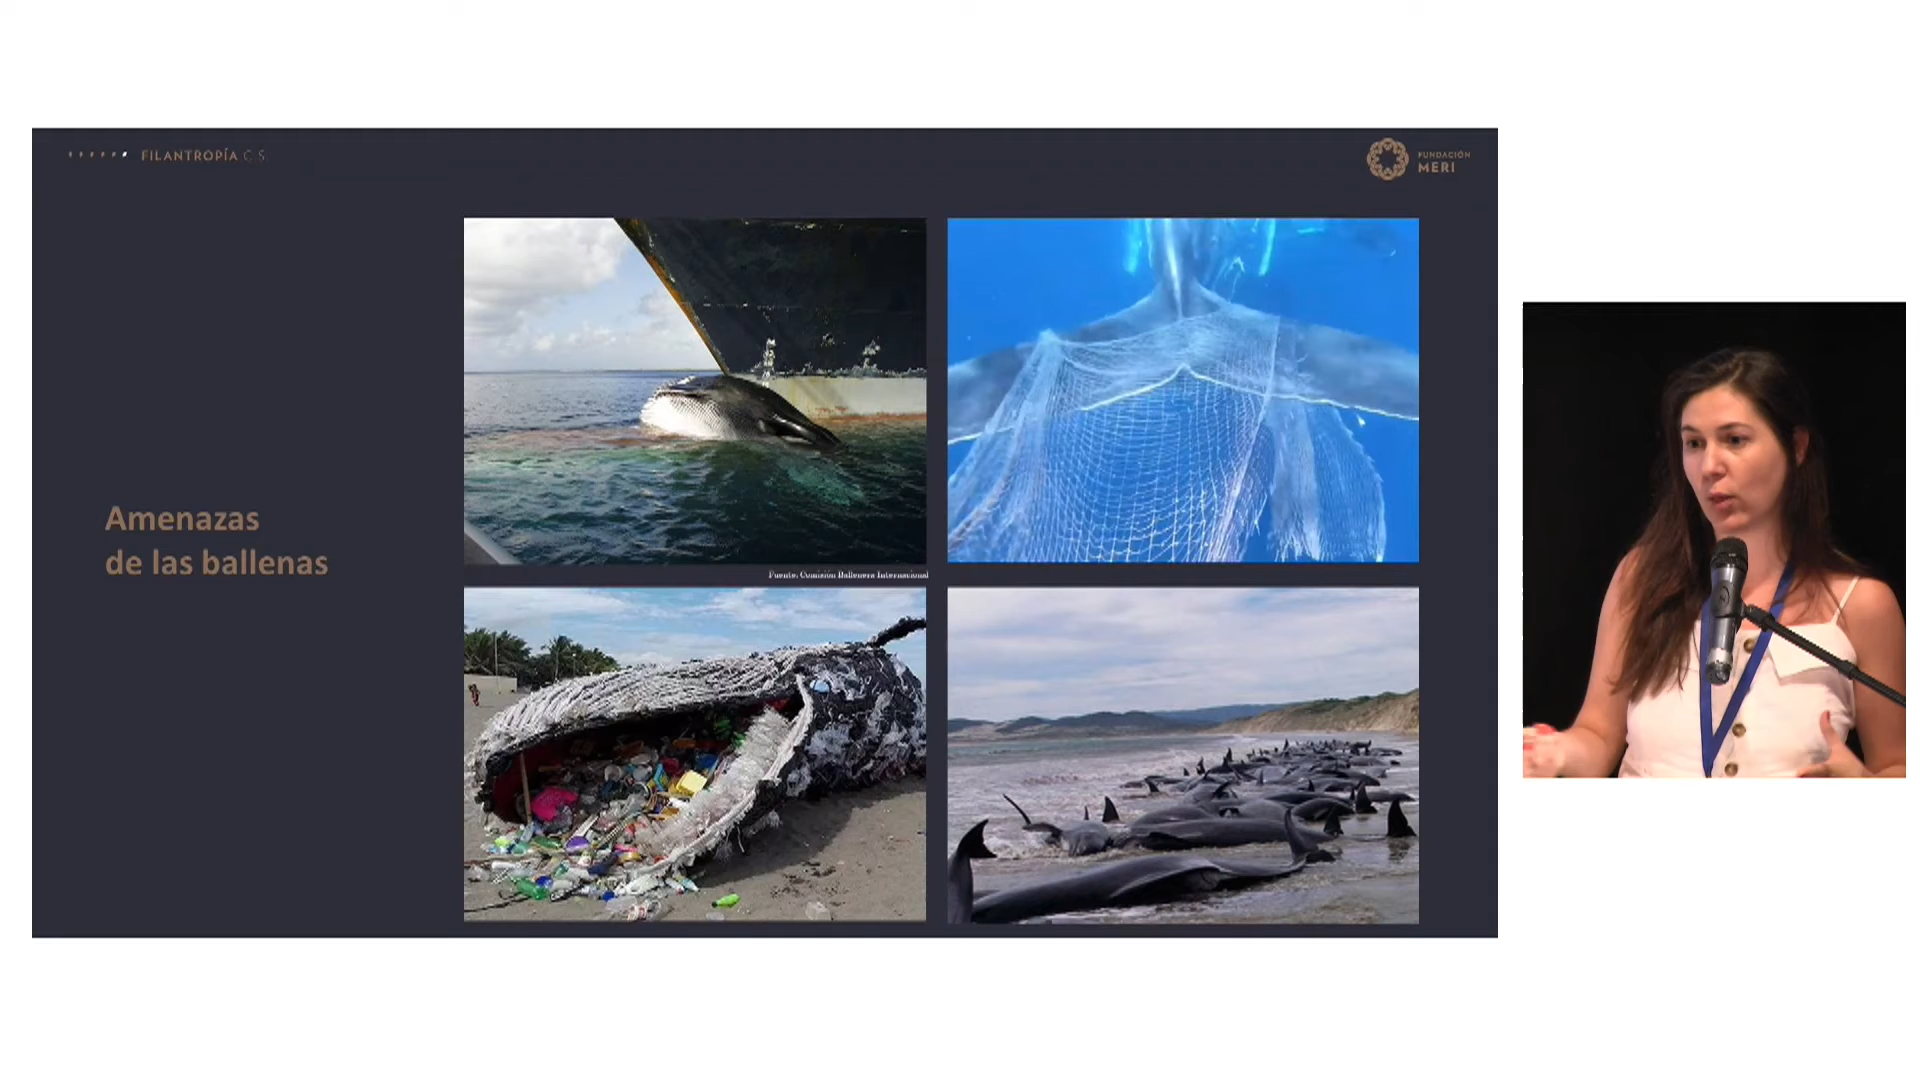 FILANTROPÍA C.S.
FUNDACIÓN
MERI
Amenazas
de las ballenas
Fuente: Comisión Ballenera Internacional